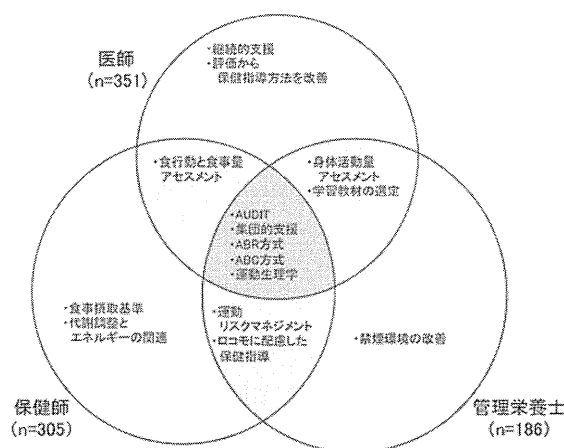 医師
(n=351)
・継続的支援
・評価から
保健指導方法を改善
・食行動と食事量
アセスメント
・身体活動量
アセスメント
・学習教材の選定
・AUDIT
・集団的支援
・ABR方式
・ABC方式
・運動生理学
・食事摂取基準
・代謝調整と
エネルギーの関連
・運動
リスクマネジメント
・ロコモに配慮した
保健指導
・禁煙環境の改善
保健師
(n=305)
管理栄養士
(n=186)